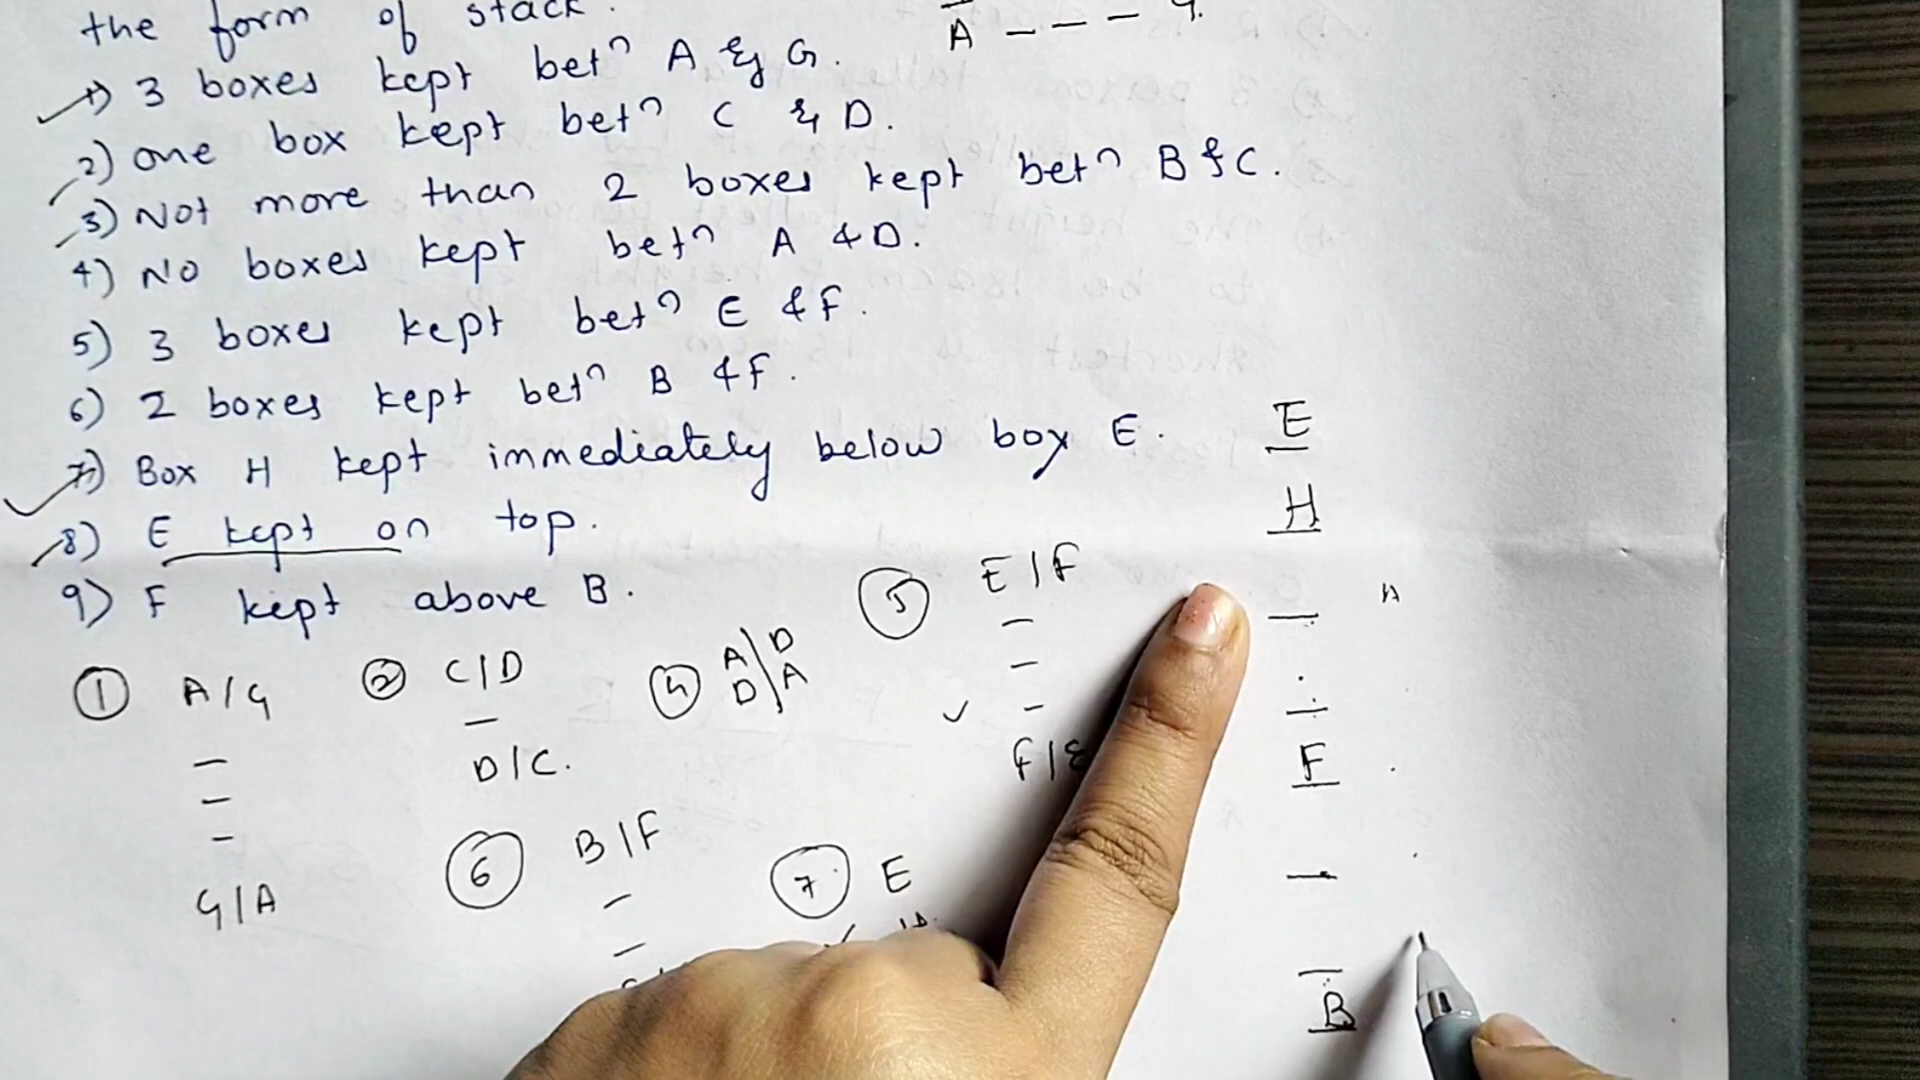 the form of stack.
A _ _ _ G.
1) 3 boxes kept betn A & G.
2) One box kept betn C & D.
3) Not more than 2 boxes kept betn B & C.
4) No boxes kept betn A & D.
5) 3 boxes kept betn E & F.
6) 2 boxes kept betn B & F.
7) Box H kept immediately below box E.
8) E kept on top.
9) F kept above B.
① A/G
_
_
_
G/A
② C/D
_
D/C.
④ A\D
D\A
⑤ E/F
_
_
_
F/E
⑥ B/F
_
_
⑦ E
E
H
_
_
F
_
_
B
A